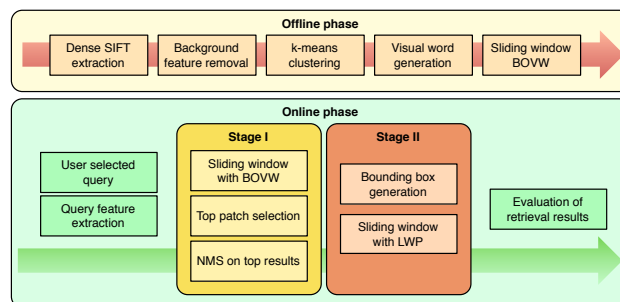 Offline phase
Dense SIFT
extraction
Background
feature removal
k-means
clustering
Visual word
generation
Sliding window
BOVW
Online phase
User selected
query
Query feature
extraction
Stage I
Sliding window
with BOVW
Top patch selection
NMS on top results
Stage II
Bounding box
generation
Sliding window
with LWP
Evaluation of
retrieval results